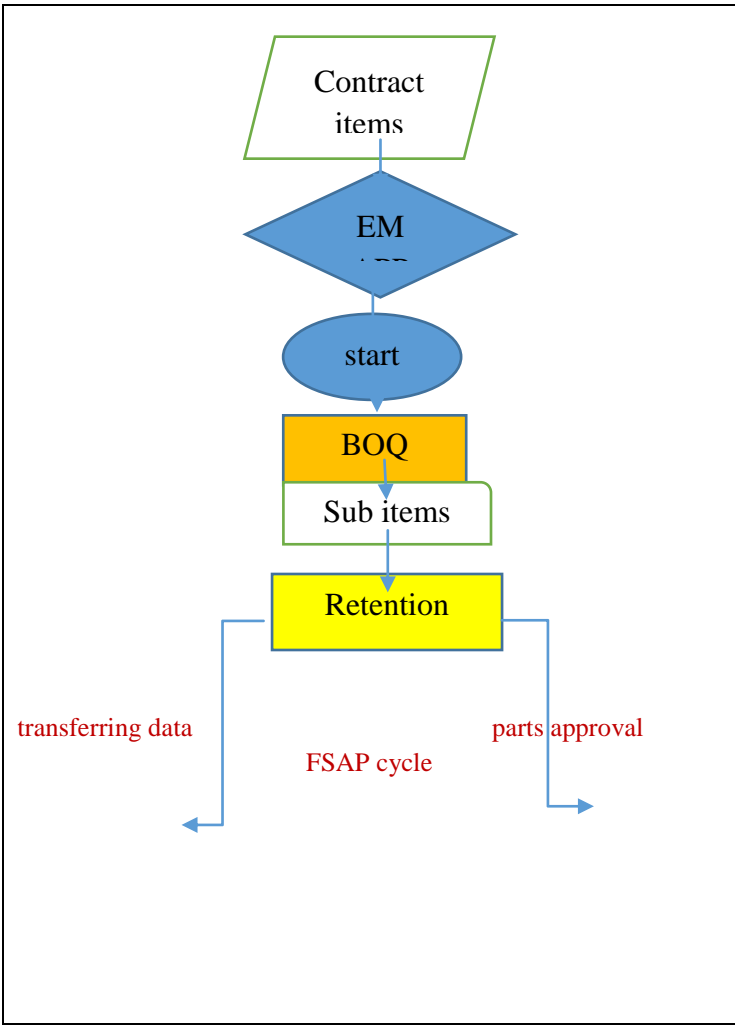 Contract
items
EM
start
BOQ
Sub items
Retention
transferring data
parts approval
FSAP cycle